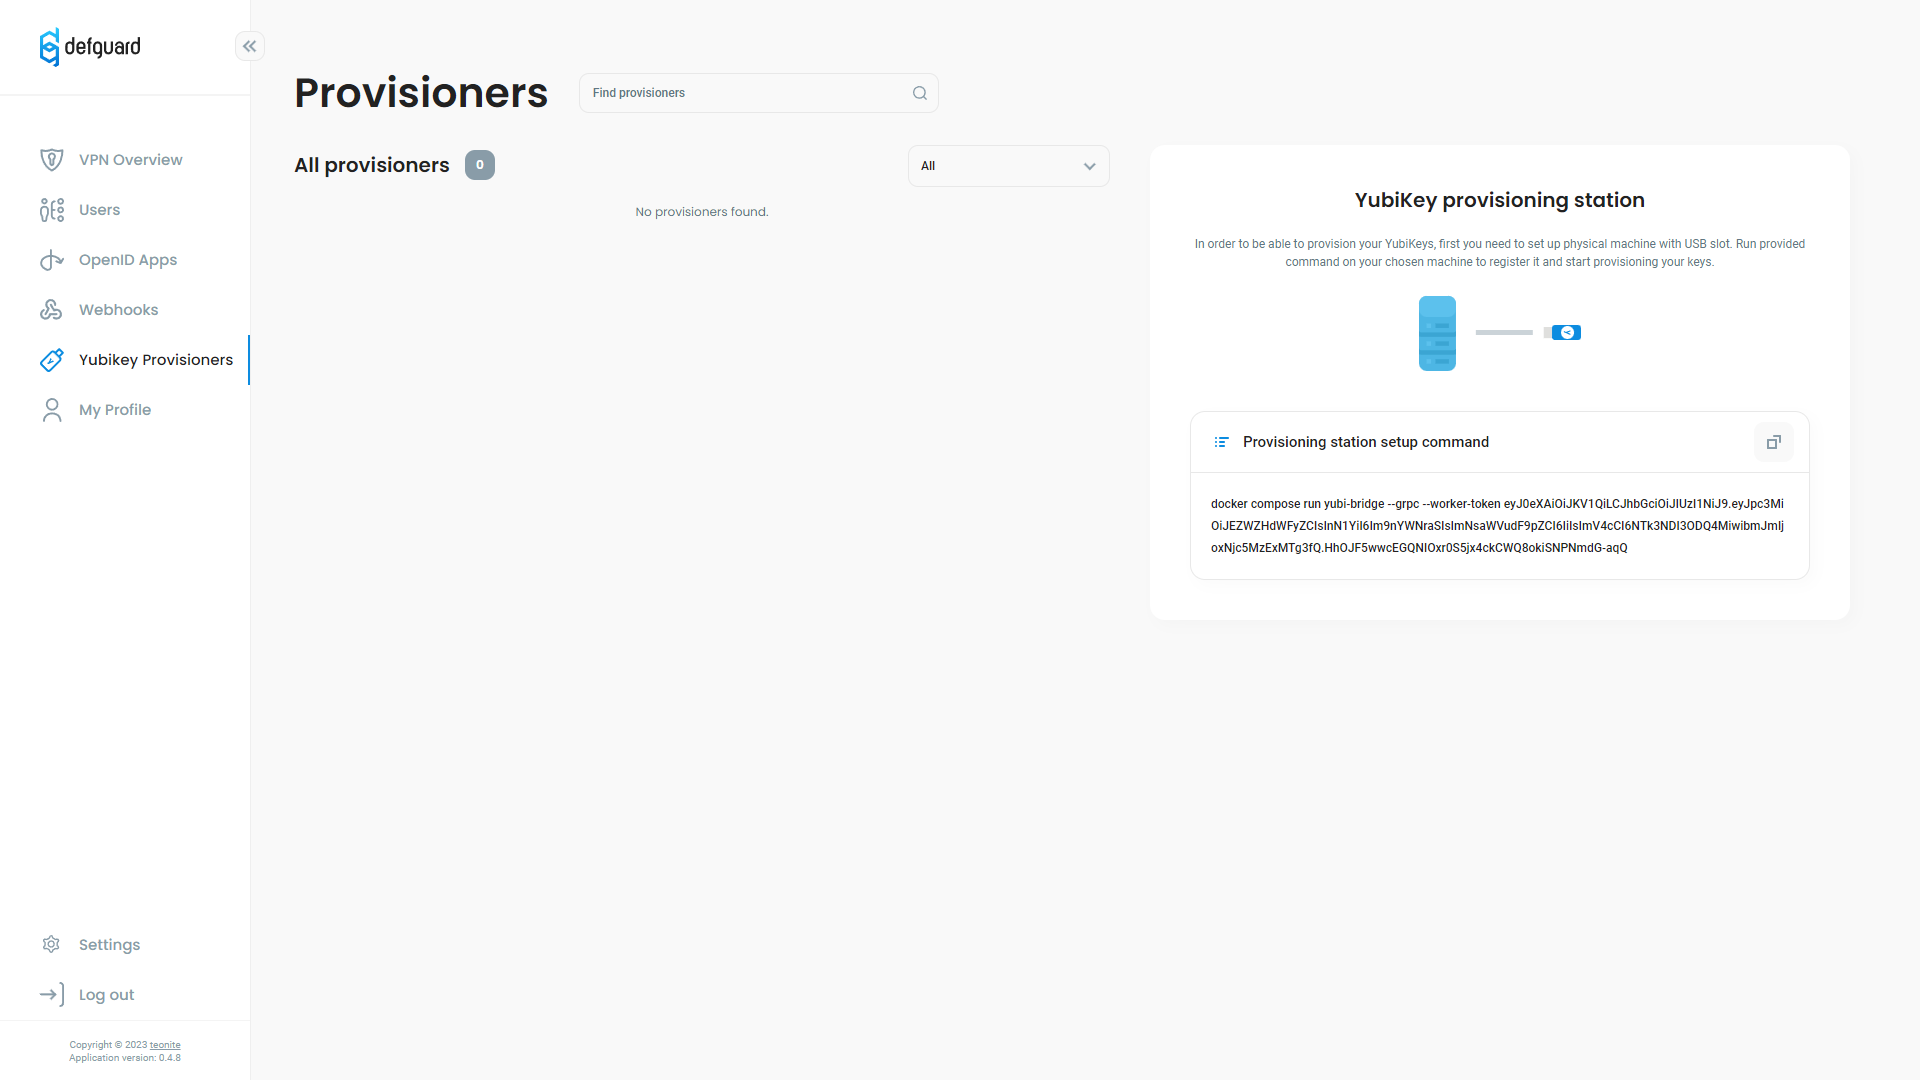 defguard
VPN Overview
Users
OpenID Apps
Webhooks
Yubikey Provisioners
My Profile
Settings
Log out
Copyright © 2023 teonite
Application version: 0.4.8
Provisioners
Find provisioners
All provisioners 0
All
No provisioners found.
YubiKey provisioning station
In order to be able to provision your YubiKeys, first you need to set up physical machine with USB slot. Run provided
command on your chosen machine to register it and start provisioning your keys.
Provisioning station setup command
docker compose run yubi-bridge --grpc --worker-token eyJ0eXAiOiJKV1QiLCJhbGciOiJIUzI1NiJ9.eyJpc3Mi
OiJEZWZHdWFyZCIsInN1YiI6Im9nYWNraSIsImNsaWVudF9pZCI6IiIsImV4cCI6NTk3NDI3ODQ4MiwibmJmIj
oxNjc5MzExMTg3fQ.HhOJF5wwcEGQNIOxr0S5jx4ckCWQ8okiSNPNmdG-aqQ